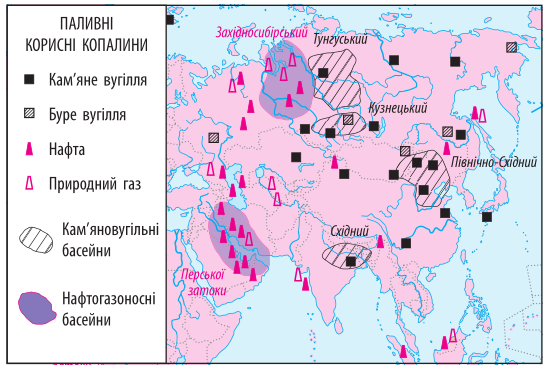 ПАЛИВНІ
КОРИСНІ КОПАЛИНИ
Кам'яне вугілля
Буре вугілля
Нафта
Природний газ
Кам'яновугільні
басейни
Нафтогазоносні
басейни
Західносибірський
Тунгуський
Кузнецький
Північно-Східний
Східний
Перської
затоки